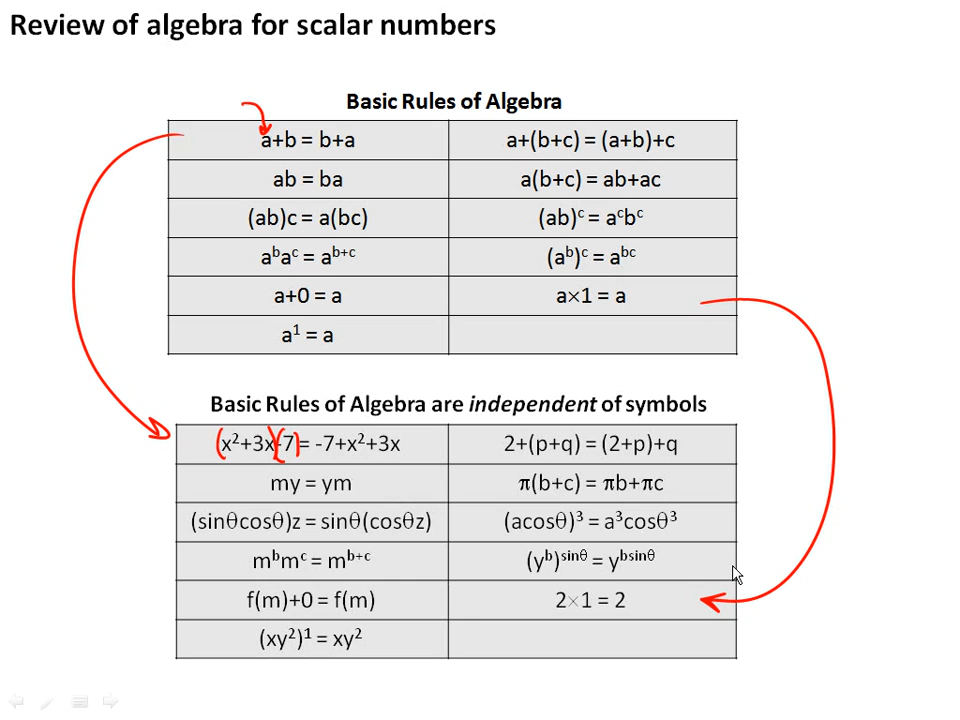 Review of algebra for scalar numbers
Basic Rules of Algebra
a+b = b+a	a+(b+c) = (a+b)+c
ab = ba	a(b+c) = ab+ac
(ab)c = a(bc)	(ab)ᶜ = aᶜbᶜ
aᵇaᶜ = aᵇ⁺ᶜ	(aᵇ)ᶜ = aᵇᶜ
a+0 = a	a×1 = a
a¹ = a
Basic Rules of Algebra are independent of symbols
(x²+3x)(-7) = -7+x²+3x	2+(p+q) = (2+p)+q
my = ym	π(b+c) = πb+πc
(sinθcosθ)z = sinθ(cosθz)	(acosθ)³ = a³cosθ³
mᵇmᶜ = mᵇ⁺ᶜ	(yᵇ)^sinθ = y^bsinθ
f(m)+0 = f(m)	2×1 = 2
(xy²)¹ = xy²